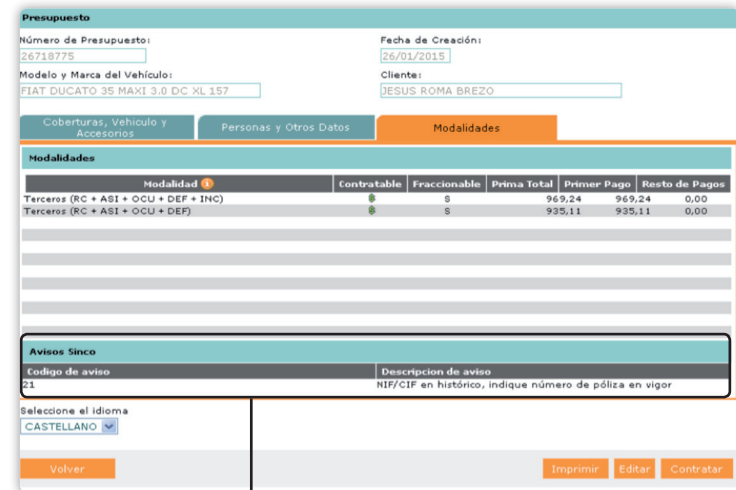 Presupuesto
Número de Presupuesto: Fecha de Creación:
26718775 26/01/2015
Modelo y Marca del Vehículo: Cliente:
FIAT DUCATO 35 MAXI 3.0 DC XL 157 JESUS ROMA BREZO
Coberturas, Vehiculo y Accesorios Personas y Otros Datos Modalidades
Modalidades
Modalidad Contratable Fraccionable Prima Total Primer Pago Resto de Pagos
Terceros (RC + ASI + OCU + DEF + INC) S 969,24 969,24 0,00
Terceros (RC + ASI + OCU + DEF) S 935,11 935,11 0,00
Avisos Sinco
Codigo de aviso Descripcion de aviso
21 NIF/CIF en histórico, indique número de póliza en vigor
Seleccione el idioma
CASTELLANO
Volver Imprimir Editar Contratar